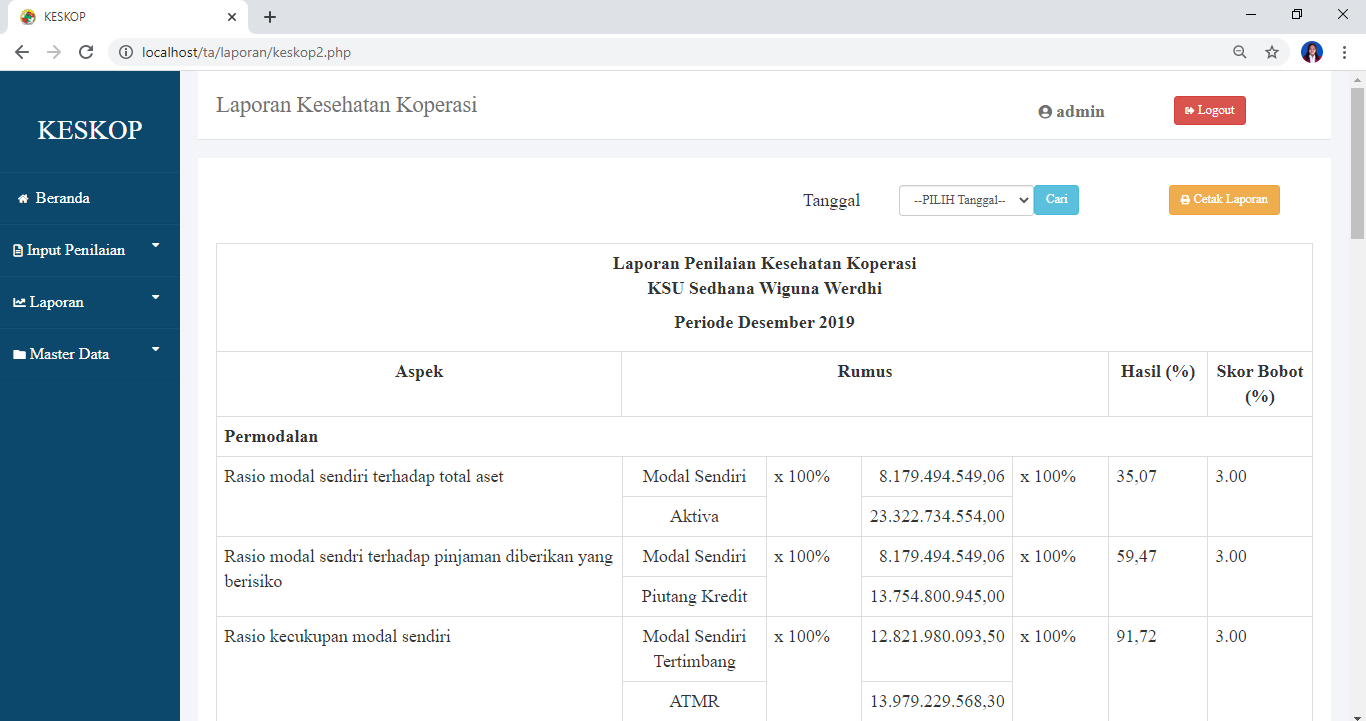 KESKOP
localhost/ta/laporan/keskop2.php
KESKOP
Beranda
Input Penilaian
Laporan
Master Data
Laporan Kesehatan Koperasi
admin
Logout
Tanggal
--PILIH Tanggal--
Cari
Cetak Laporan
Laporan Penilaian Kesehatan Koperasi
KSU Sedhana Wiguna Werdhi
Periode Desember 2019
Aspek Rumus Hasil (%) Skor Bobot
(%)
Permodalan
Rasio modal sendiri terhadap total aset Modal Sendiri x 100% 8.179.494.549,06 x 100% 35,07 3.00
Aktiva 23.322.734.554,00
Rasio modal sendri terhadap pinjaman diberikan yang Modal Sendiri x 100% 8.179.494.549,06 x 100% 59,47 3.00
berisiko
Piutang Kredit 13.754.800.945,00
Rasio kecukupan modal sendiri Modal Sendiri x 100% 12.821.980.093,50 x 100% 91,72 3.00
Tertimbang
ATMR 13.979.229.568,30